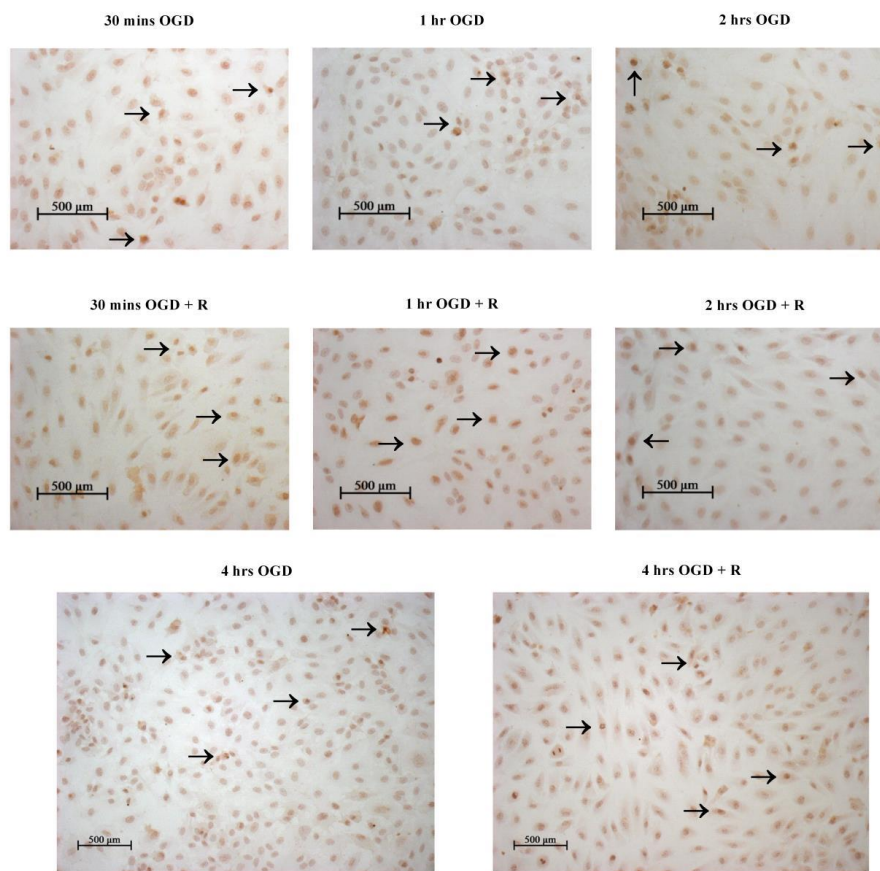 30 mins OGD
1 hr OGD
2 hrs OGD
500 µm
500 µm
500 µm
30 mins OGD + R
1 hr OGD + R
2 hrs OGD + R
500 µm
500 µm
500 µm
4 hrs OGD
4 hrs OGD + R
500 µm
500 µm